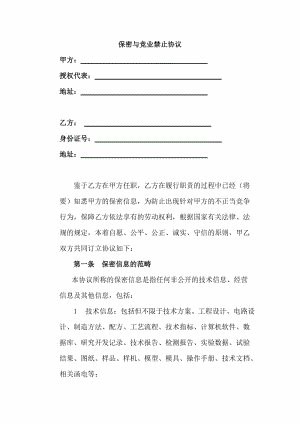 保密与竞业禁止协议
甲方：
授权代表：
地址：
乙方：
身份证号：
地址：
鉴于乙方在甲方任职，乙方在履行职责的过程中已经（将
要）知悉甲方的保密信息，为防止出现针对甲方的不正当竞争
行为，保障乙方依法享有的劳动权利，根据国家有关法律、法
规的规定，本着自愿、公平、公正、诚实、守信的原则，甲乙
双方共同订立协议如下：
第一条 保密信息的范畴
本协议所称的保密信息是指任何非公开的技术信息、经营
信息及其他信息，包括：
1 技术信息：包括但不限于技术方案、工程设计、电路设
计、制造方法、配方、工艺流程、技术指标、计算机软件、数
据库、研究开发记录、技术报告、检测报告、实验数据、试验
结果、图纸、样品、样机、模型、模具、操作手册、技术文档、
相关函电等；